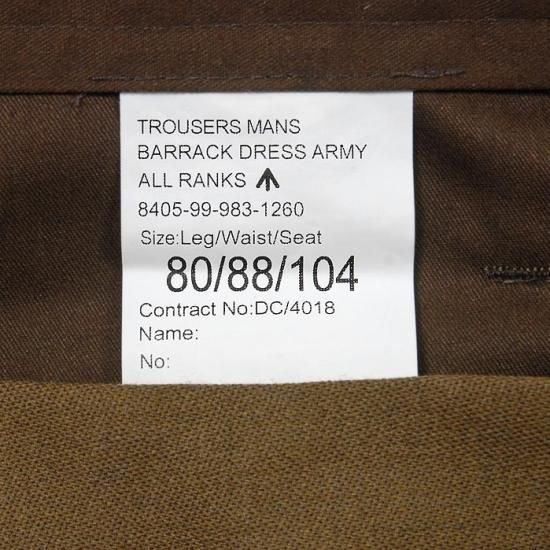 TROUSERS MANS
BARRACK DRESS ARMY
ALL RANKS
8405-99-983-1260
Size:Leg/Waist/Seat
80/88/104
Contract No:DC/4018
Name:
No: